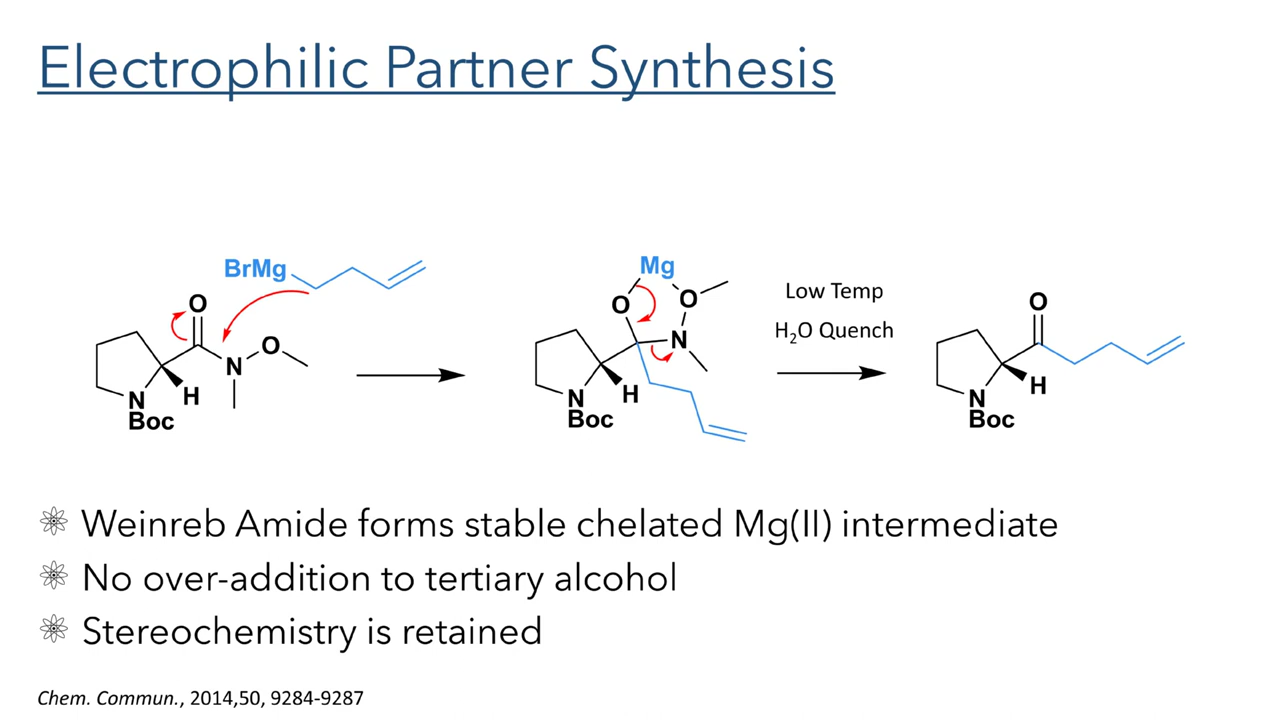 Electrophilic Partner Synthesis
BrMg
O
N
O
H
N
Boc
Mg
O
O
N
H
N
Boc
Low Temp
H₂O Quench
O
H
N
Boc
Weinreb Amide forms stable chelated Mg(II) intermediate
No over-addition to tertiary alcohol
Stereochemistry is retained
Chem. Commun., 2014,50, 9284-9287